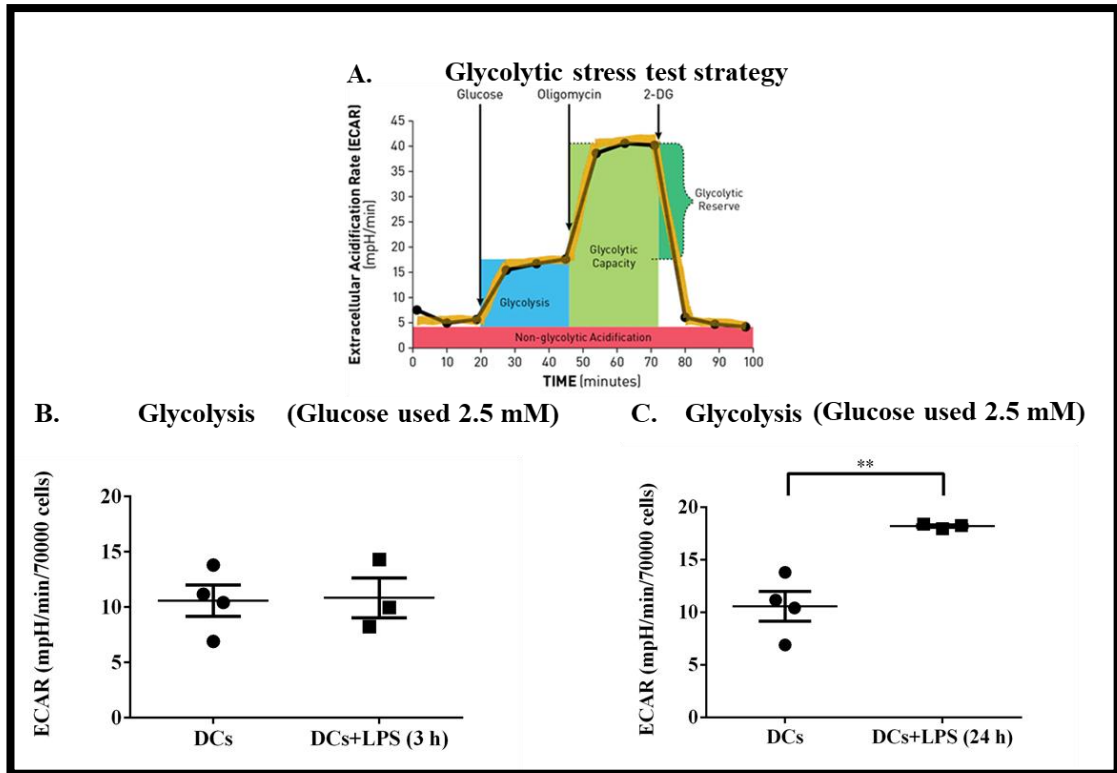 A. Glycolytic stress test strategy
Glucose Oligomycin 2-DG
Extracellular Acidification Rate (ECAR)
(mpH/min)
45
40
35
30
25
20
15
10
5
0
Glycolysis
Glycolytic
Capacity
Glycolytic
Reserve
Non-glycolytic Acidification
0 10 20 30 40 50 60 70 80 90 100
TIME (minutes)
B. Glycolysis (Glucose used 2.5 mM)
ECAR (mpH/min/70000 cells)
20
15
10
5
0
DCs DCs+LPS (3 h)
C. Glycolysis (Glucose used 2.5 mM)
**
ECAR (mpH/min/70000 cells)
20
15
10
5
0
DCs DCs+LPS (24 h)